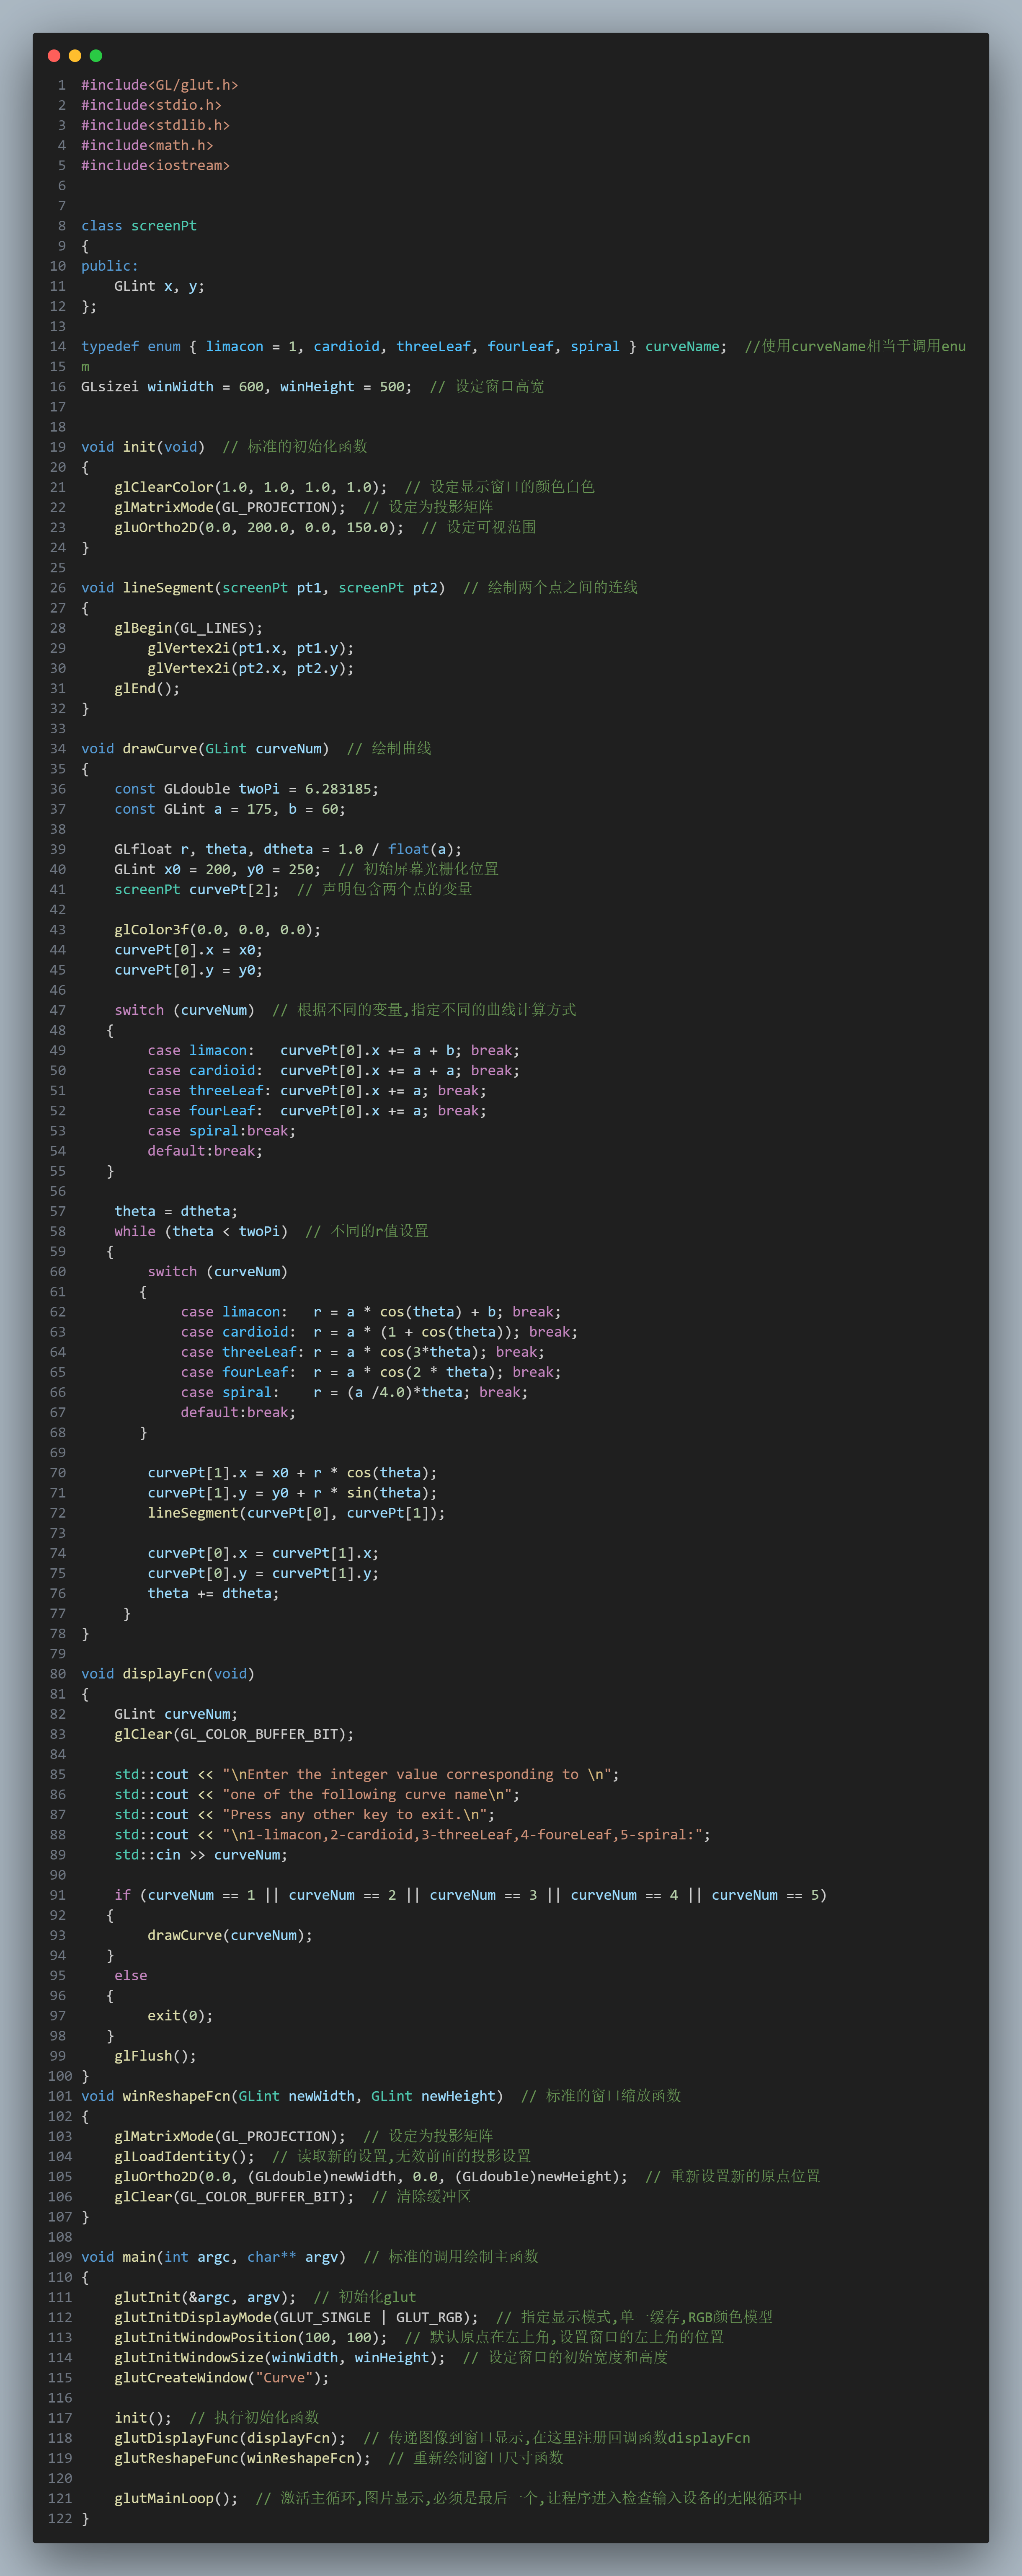 1 #include<GL/glut.h>
2 #include<stdio.h>
3 #include<stdlib.h>
4 #include<math.h>
5 #include<iostream>
6
7
8 class screenPt
9 {
10 public:
11     GLint x, y;
12 };
13
14 typedef enum { limacon = 1, cardioid, threeLeaf, fourLeaf, spiral } curveName;  //使用curveName相当于调用enu
15 m
16 GLsizei winWidth = 600, winHeight = 500;  // 设定窗口高宽
17
18
19 void init(void)  // 标准的初始化函数
20 {
21     glClearColor(1.0, 1.0, 1.0, 1.0);  // 设定显示窗口的颜色白色
22     glMatrixMode(GL_PROJECTION);  // 设定为投影矩阵
23     gluOrtho2D(0.0, 200.0, 0.0, 150.0);  // 设定可视范围
24 }
25
26 void lineSegment(screenPt pt1, screenPt pt2)  // 绘制两个点之间的连线
27 {
28     glBegin(GL_LINES);
29         glVertex2i(pt1.x, pt1.y);
30         glVertex2i(pt2.x, pt2.y);
31     glEnd();
32 }
33
34 void drawCurve(GLint curveNum)  // 绘制曲线
35 {
36     const GLdouble twoPi = 6.283185;
37     const GLint a = 175, b = 60;
38
39     GLfloat r, theta, dtheta = 1.0 / float(a);
40     GLint x0 = 200, y0 = 250;  // 初始屏幕光栅化位置
41     screenPt curvePt[2];  // 声明包含两个点的变量
42
43     glColor3f(0.0, 0.0, 0.0);
44     curvePt[0].x = x0;
45     curvePt[0].y = y0;
46
47     switch (curveNum)  // 根据不同的变量,指定不同的曲线计算方式
48    {
49         case limacon:   curvePt[0].x += a + b; break;
50         case cardioid:  curvePt[0].x += a + a; break;
51         case threeLeaf: curvePt[0].x += a; break;
52         case fourLeaf:  curvePt[0].x += a; break;
53         case spiral:break;
54         default:break;
55    }
56
57     theta = dtheta;
58     while (theta < twoPi)  // 不同的r值设置
59    {
60         switch (curveNum)
61        {
62             case limacon:   r = a * cos(theta) + b; break;
63             case cardioid:  r = a * (1 + cos(theta)); break;
64             case threeLeaf: r = a * cos(3*theta); break;
65             case fourLeaf:  r = a * cos(2 * theta); break;
66             case spiral:    r = (a /4.0)*theta; break;
67             default:break;
68        }
69
70         curvePt[1].x = x0 + r * cos(theta);
71         curvePt[1].y = y0 + r * sin(theta);
72         lineSegment(curvePt[0], curvePt[1]);
73
74         curvePt[0].x = curvePt[1].x;
75         curvePt[0].y = curvePt[1].y;
76         theta += dtheta;
77      }
78 }
79
80 void displayFcn(void)
81 {
82     GLint curveNum;
83     glClear(GL_COLOR_BUFFER_BIT);
84
85     std::cout << "\nEnter the integer value corresponding to \n";
86     std::cout << "one of the following curve name\n";
87     std::cout << "Press any other key to exit.\n";
88     std::cout << "\n1-limacon,2-cardioid,3-threeLeaf,4-foureLeaf,5-spiral:";
89     std::cin >> curveNum;
90
91     if (curveNum == 1 || curveNum == 2 || curveNum == 3 || curveNum == 4 || curveNum == 5)
92    {
93         drawCurve(curveNum);
94    }
95     else
96    {
97         exit(0);
98    }
99     glFlush();
100 }
101 void winReshapeFcn(GLint newWidth, GLint newHeight)  // 标准的窗口缩放函数
102 {
103     glMatrixMode(GL_PROJECTION);  // 设定为投影矩阵
104     glLoadIdentity();  // 读取新的设置,无效前面的投影设置
105     gluOrtho2D(0.0, (GLdouble)newWidth, 0.0, (GLdouble)newHeight);  // 重新设置新的原点位置
106     glClear(GL_COLOR_BUFFER_BIT);  // 清除缓冲区
107 }
108
109 void main(int argc, char** argv)  // 标准的调用绘制主函数
110 {
111     glutInit(&argc, argv);  // 初始化glut
112     glutInitDisplayMode(GLUT_SINGLE | GLUT_RGB);  // 指定显示模式,单一缓存,RGB颜色模型
113     glutInitWindowPosition(100, 100);  // 默认原点在左上角,设置窗口的左上角的位置
114     glutInitWindowSize(winWidth, winHeight);  // 设定窗口的初始宽度和高度
115     glutCreateWindow("Curve");
116
117     init();  // 执行初始化函数
118     glutDisplayFunc(displayFcn);  // 传递图像到窗口显示,在这里注册回调函数displayFcn
119     glutReshapeFunc(winReshapeFcn);  // 重新绘制窗口尺寸函数
120
121     glutMainLoop();  // 激活主循环,图片显示,必须是最后一个,让程序进入检查输入设备的无限循环中
122 }